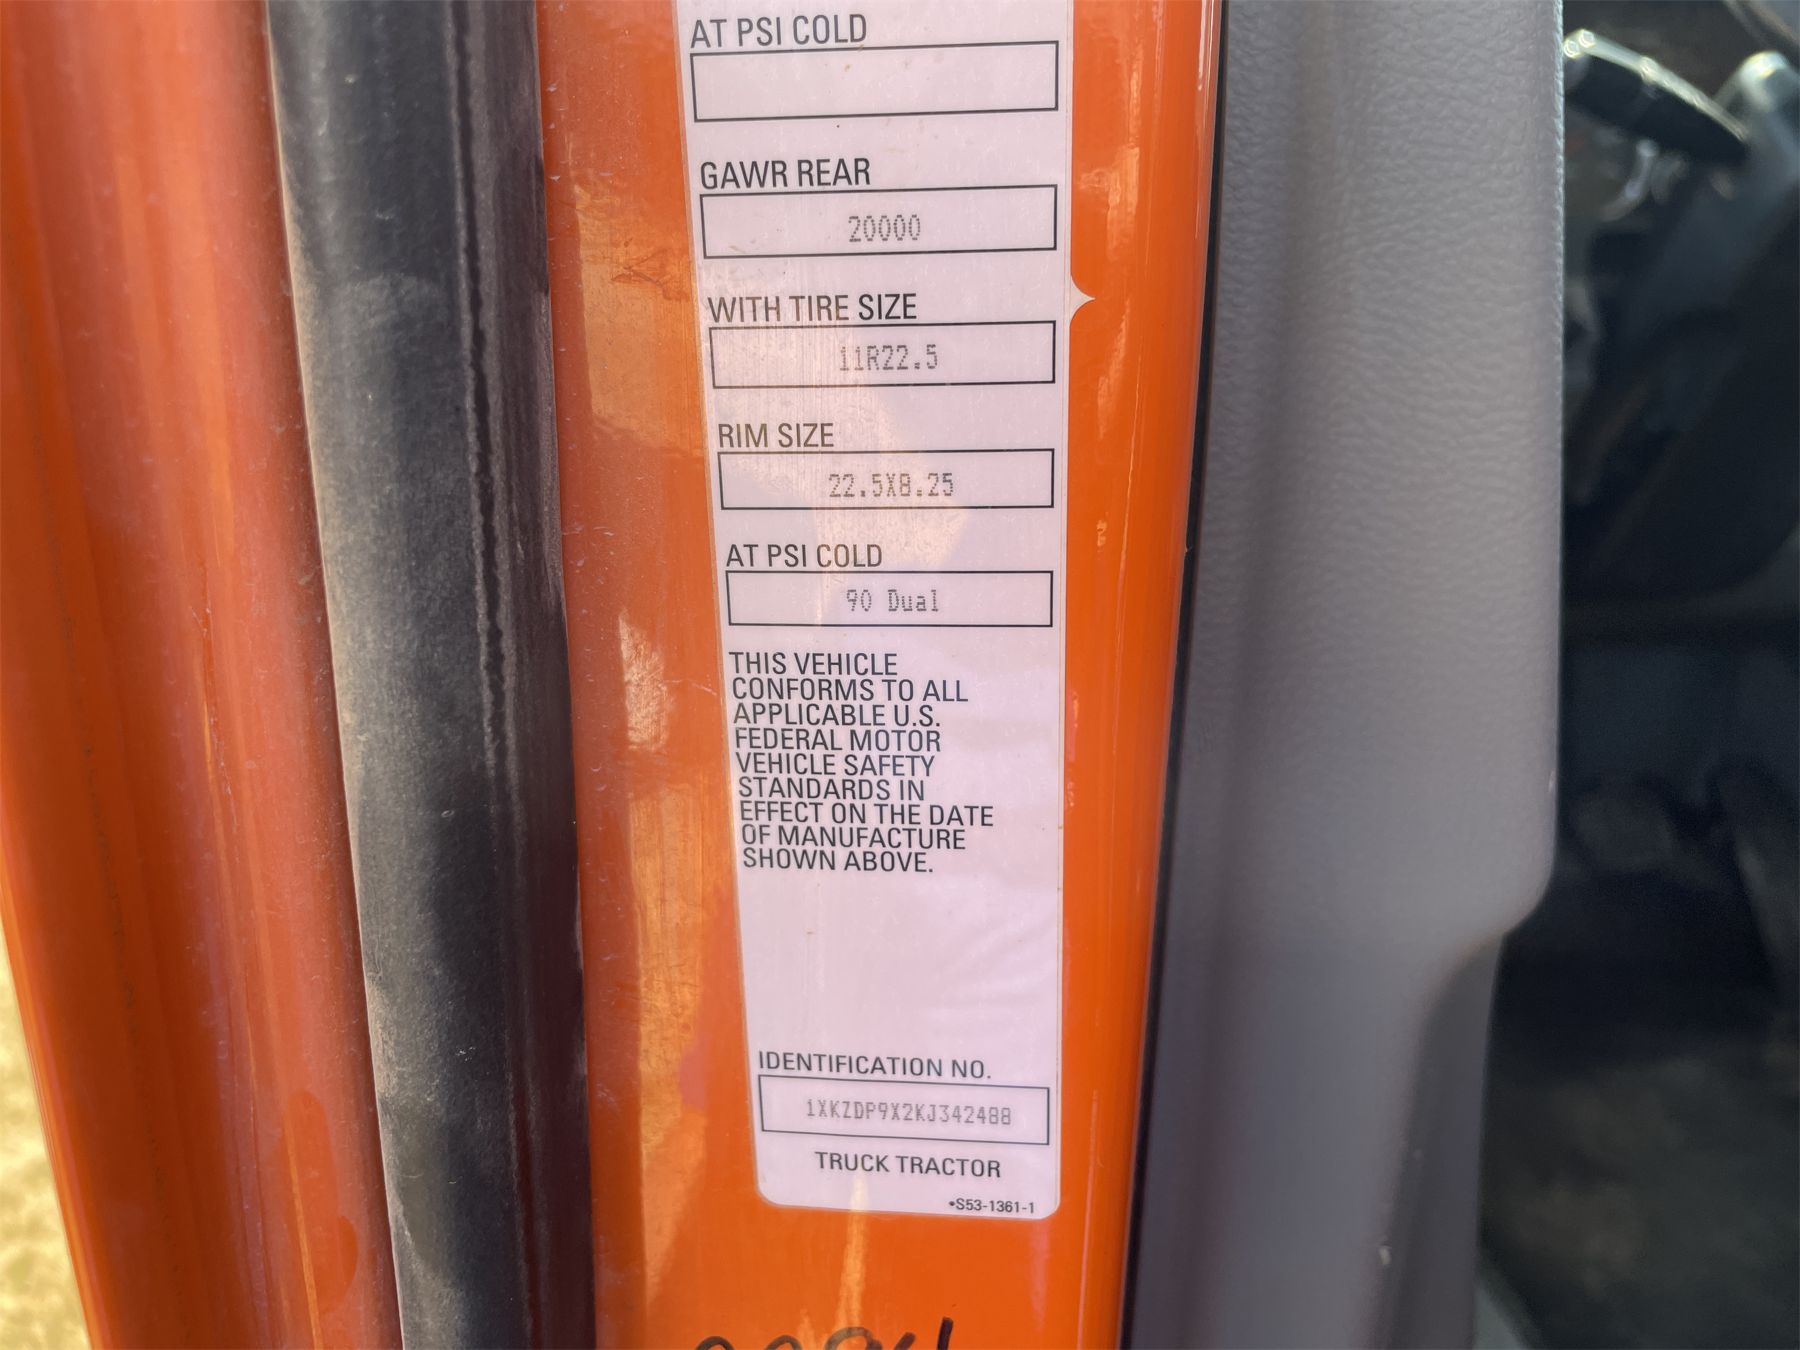 AT PSI COLD
GAWR REAR
20000
WITH TIRE SIZE
11R22.5
RIM SIZE
22.5X8.25
AT PSI COLD
90 Dual
THIS VEHICLE
CONFORMS TO ALL
APPLICABLE U.S.
FEDERAL MOTOR
VEHICLE SAFETY
STANDARDS IN
EFFECT ON THE DATE
OF MANUFACTURE
SHOWN ABOVE.
IDENTIFICATION NO.
1XKZDP9X2KJ342488
TRUCK TRACTOR
•S53-1361-1